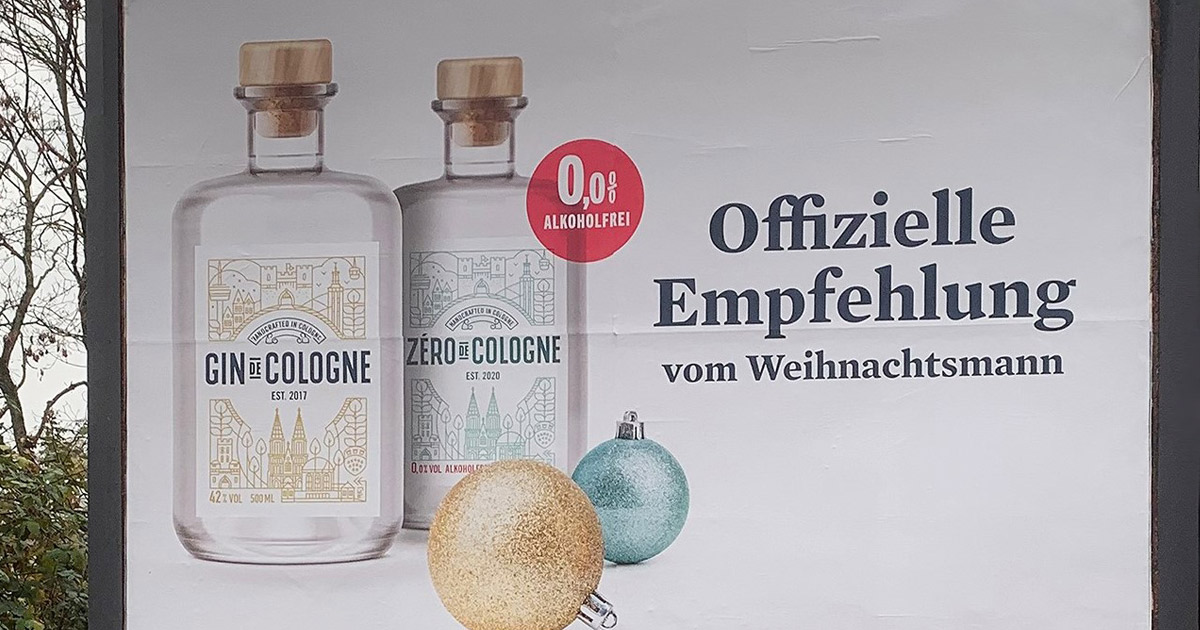 HANDCRAFTED IN COLOGNE
GIN DE COLOGNE
EST. 2017
42% VOL 500 ML
HANDCRAFTED IN COLOGNE
ZÉRO DE COLOGNE
EST. 2020
0,0% VOL
0,0%
ALKOHOLFREI
Offizielle
Empfehlung
vom Weihnachtsmann